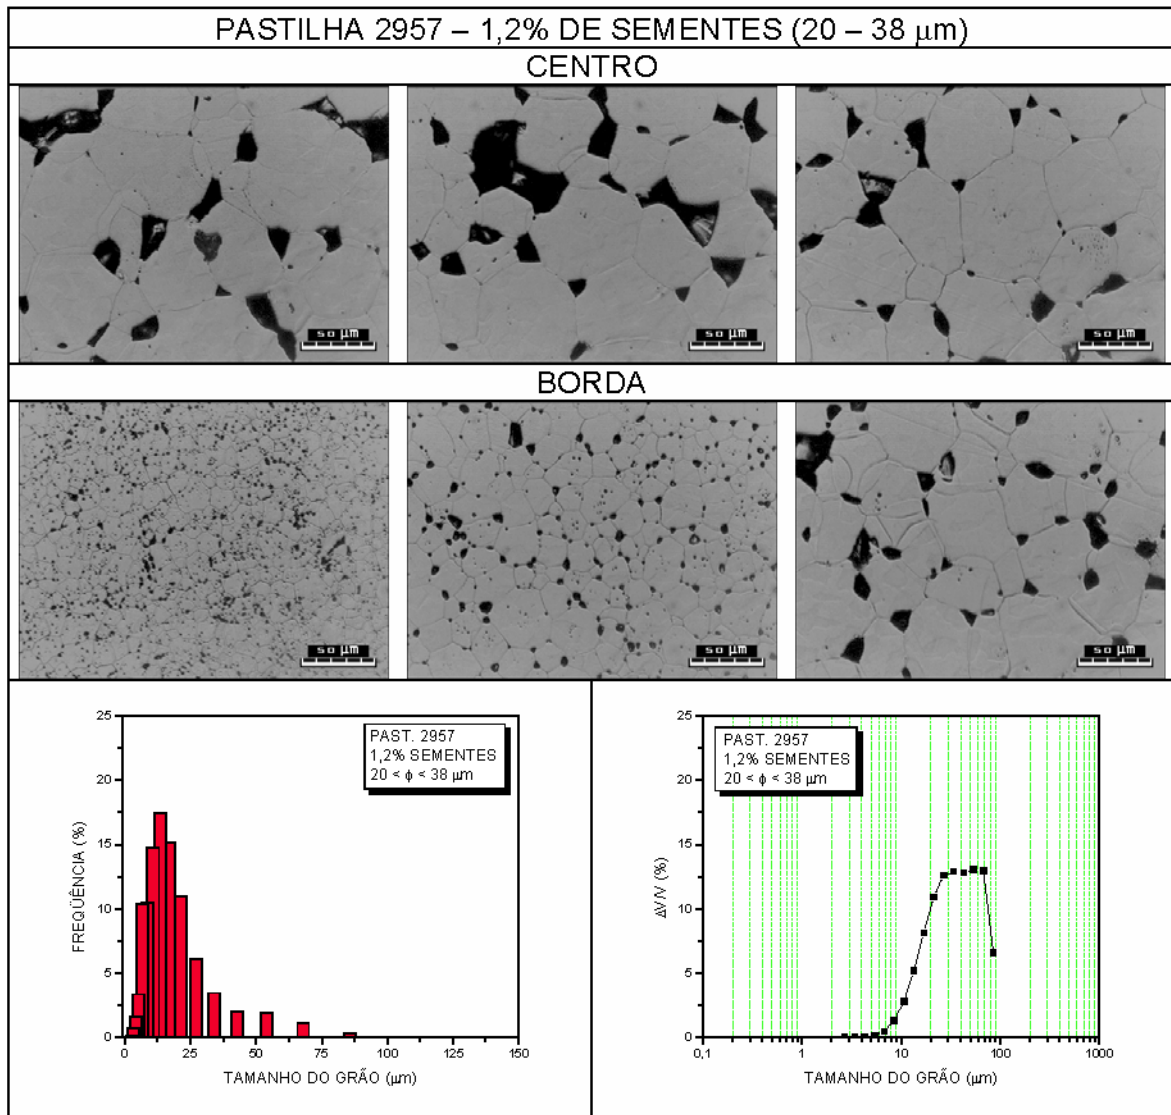 PASTILHA 2957 – 1,2% DE SEMENTES (20 – 38 μm)
CENTRO
50 μm
50 μm
50 μm
BORDA
50 μm
50 μm
50 μm
25
20
15
10
5
0
FREQÜÊNCIA (%)
PAST. 2957
1,2% SEMENTES
20 < ϕ < 38 μm
0 25 50 75 100 125 150
TAMANHO DO GRÃO (μm)
25
20
15
10
5
0
ΔV/V (%)
PAST. 2957
1,2% SEMENTES
20 < ϕ < 38 μm
0,1 1 10 100 1000
TAMANHO DO GRÃO (μm)